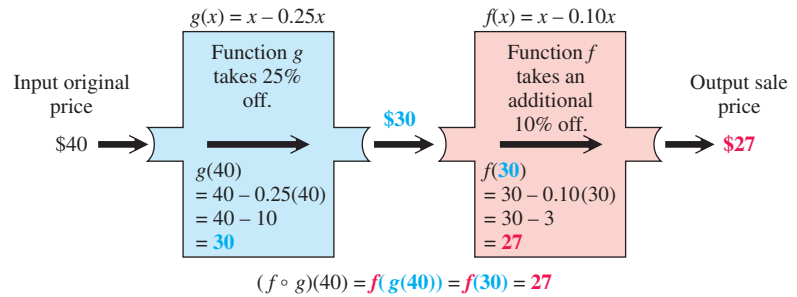 g(x) = x – 0.25x
f(x) = x – 0.10x
Input original
price
$40
Function g
takes 25%
off.
g(40)
= 40 – 0.25(40)
= 40 – 10
= 30
$30
Function f
takes an
additional
10% off.
f(30)
= 30 – 0.10(30)
= 30 – 3
= 27
Output sale
price
$27
(f ∘ g)(40) = f( g(40)) = f(30) = 27